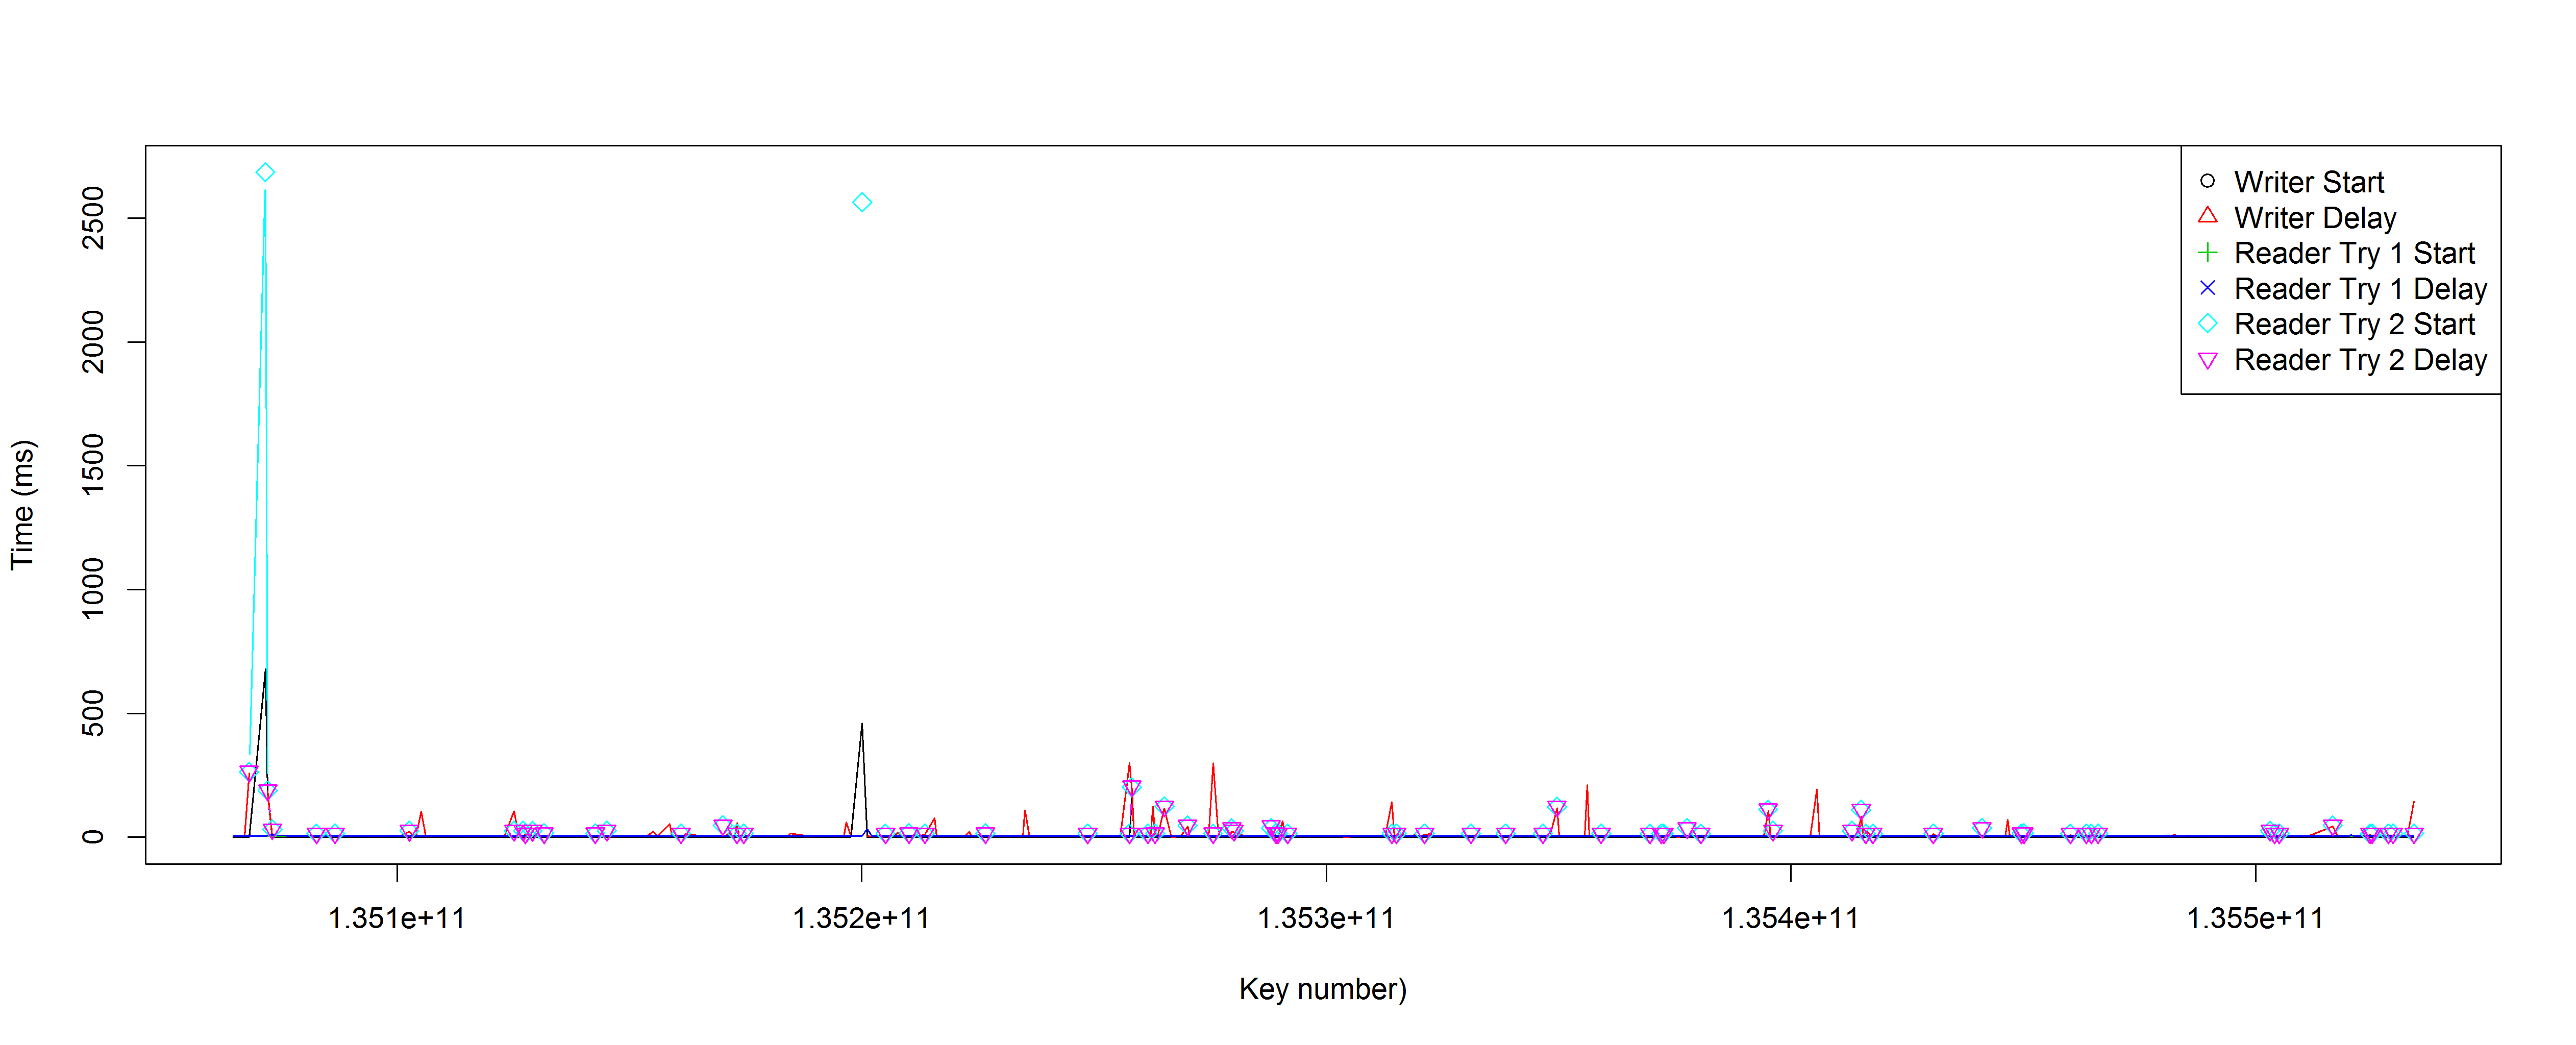 Writer Start
Writer Delay
Reader Try 1 Start
Reader Try 1 Delay
Reader Try 2 Start
Reader Try 2 Delay
Time (ms)
2500
2000
1500
1000
500
0
1.351e+11
1.352e+11
1.353e+11
1.354e+11
1.355e+11
Key number)